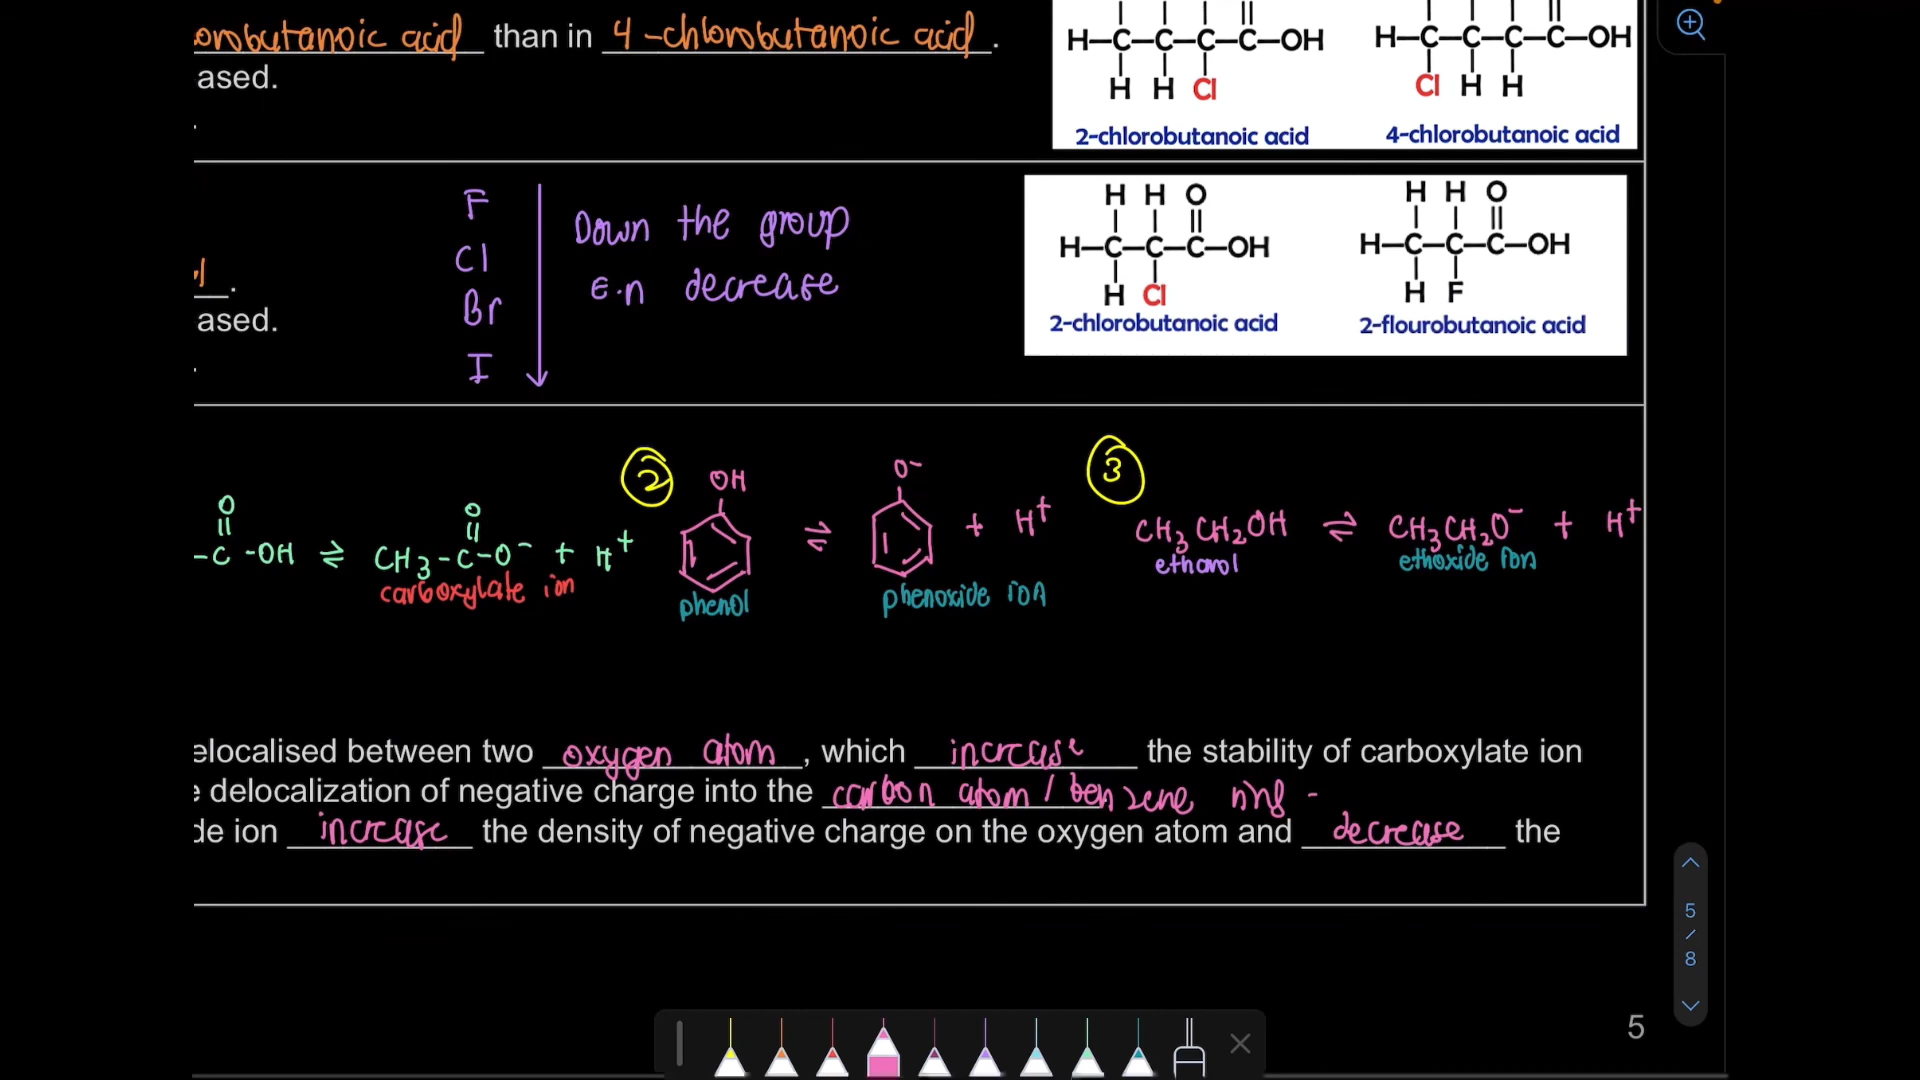 orobutanoic acid than in 4-chlorobutanoic acid.
ased.
H–C–C–C–C–OH
H H Cl
2-chlorobutanoic acid
H–C–C–C–C–OH
Cl H H
4-chlorobutanoic acid
F
Cl
Br
I
Down the group
E.n decrease
ased.
H H O
H–C–C–C–OH
H Cl
2-chlorobutanoic acid
H H O
H–C–C–C–OH
H F
2-flourobutanoic acid
O
-C-OH ⇌ CH3-C-O⁻ + H⁺
O
carboxylate ion
2
OH
phenol
⇌
O⁻
+ H⁺
phenoxide ion
3
CH3CH2OH ⇌ CH3CH2O⁻ + H⁺
ethanol
ethoxide ion
elocalised between two oxygen atom, which increase the stability of carboxylate ion
e delocalization of negative charge into the carbon atom / benzene ring -
de ion increase the density of negative charge on the oxygen atom and decrease the
5
/
8
5